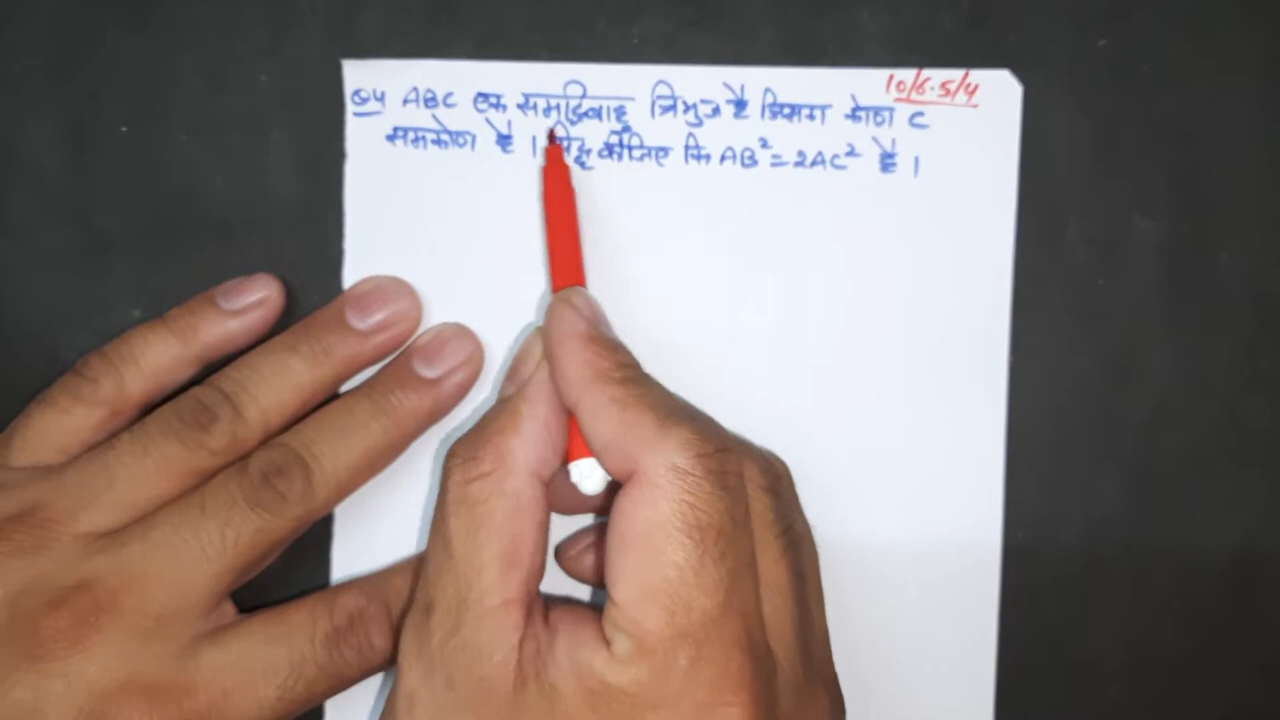 10/6.5/4
Q4 ABC एक समद्विबाहु त्रिभुज है जिसका कोण C
समकोण है । सिद्ध कीजिए कि AB²=2AC² है ।